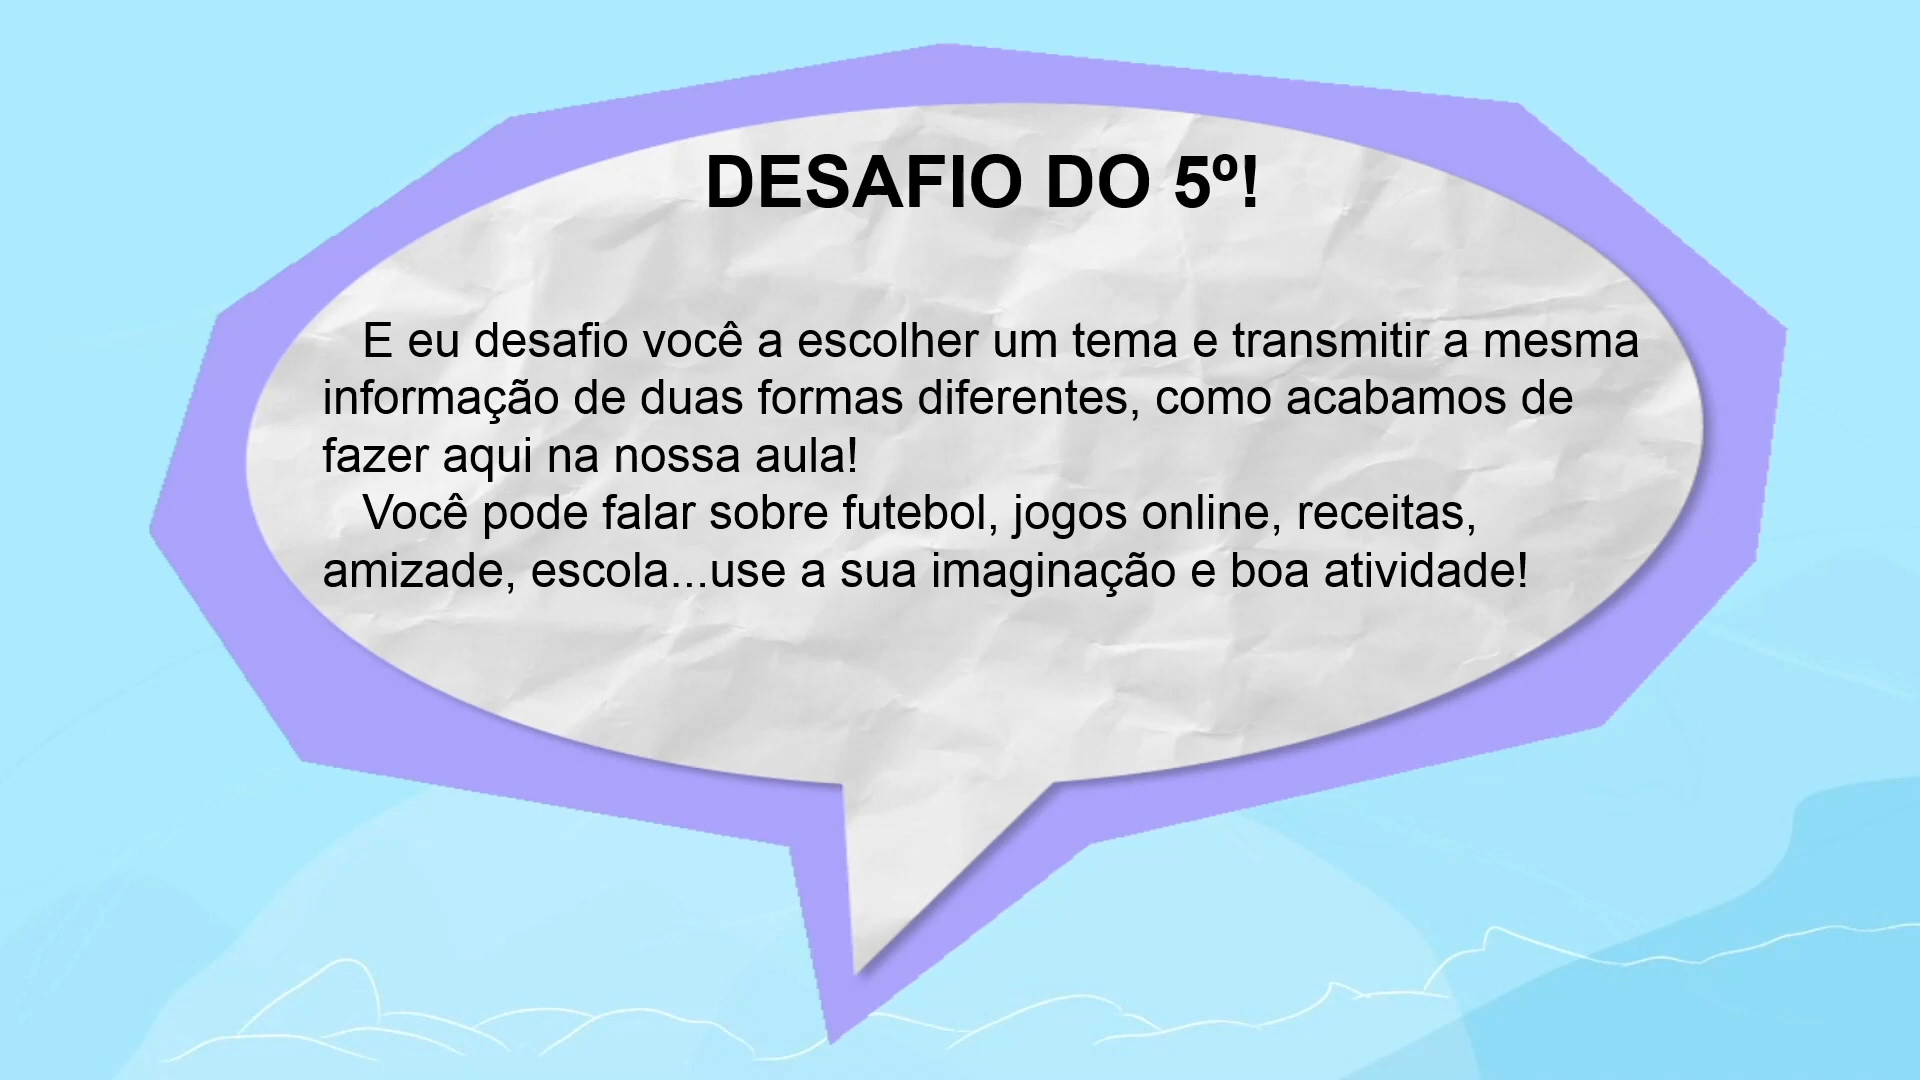 DESAFIO DO 5º!
E eu desafio você a escolher um tema e transmitir a mesma
informação de duas formas diferentes, como acabamos de
fazer aqui na nossa aula!
Você pode falar sobre futebol, jogos online, receitas,
amizade, escola...use a sua imaginação e boa atividade!